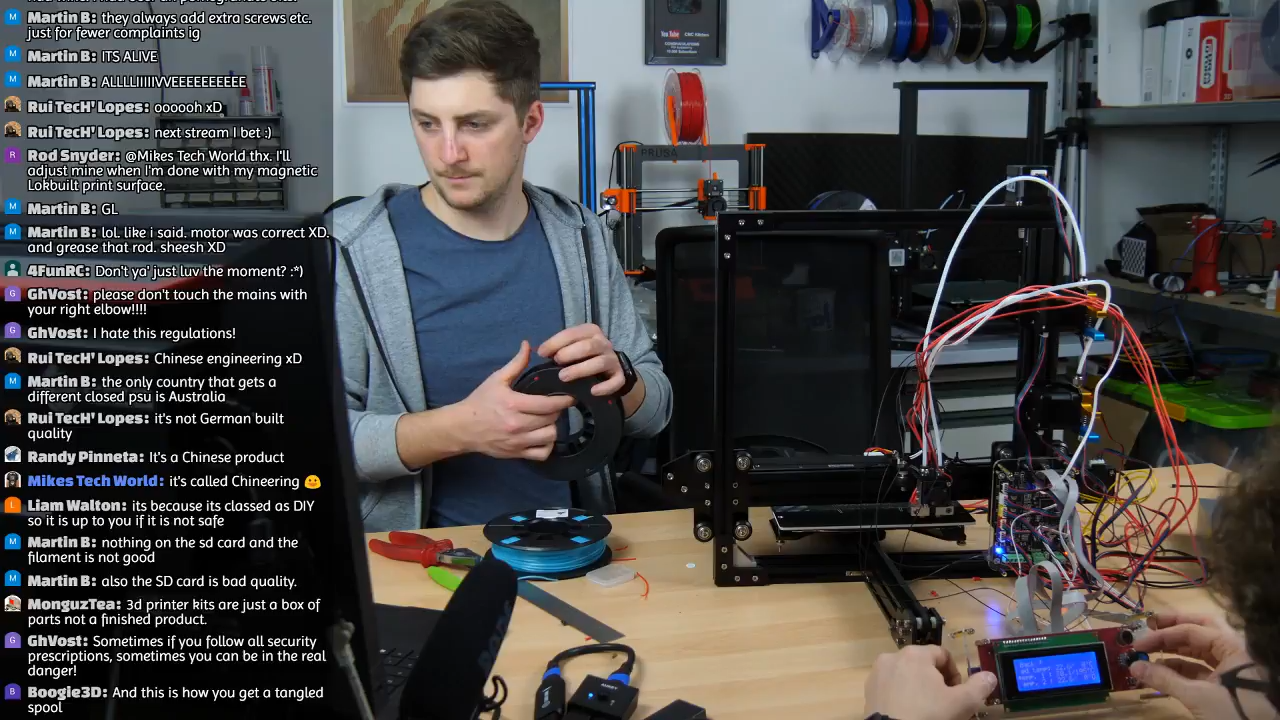 Martin B: they always add extra screws etc.
just for fewer complaints ig
Martin B: ITS ALIVE
Martin B: ALLLLIIIIIVVEEEEEEEEEE
Rui TecH' Lopes: oooooh xD
Rui TecH' Lopes: next stream I bet :)
Rod Snyder: @Mikes Tech World thx. I'll
adjust mine when I'm done with my magnetic
Lokbuilt print surface.
Martin B: GL
Martin B: lol. like i said. motor was correct XD.
and grease that rod. sheesh XD
4FunRC: Don't ya' just luv the moment? :*)
GhVost: please don't touch the mains with
your right elbow!!!!
GhVost: I hate this regulations!
Rui TecH' Lopes: Chinese engineering xD
Martin B: the only country that gets a
different closed psu is Australia
Rui TecH' Lopes: it's not German built
quality
Randy Pinneta: It's a Chinese product
Mikes Tech World: it's called Chineering 🙂
Liam Walton: its because its classed as DIY
so it is up to you if it is not safe
Martin B: nothing on the sd card and the
filament is not good
Martin B: also the SD card is bad quality.
MonguzTea: 3d printer kits are just a box of
parts not a finished product.
GhVost: Sometimes if you follow all security
prescriptions, sometimes you can be in the real
danger!
Boogie3D: And this is how you get a tangled
spool
YouTube
PRUSA